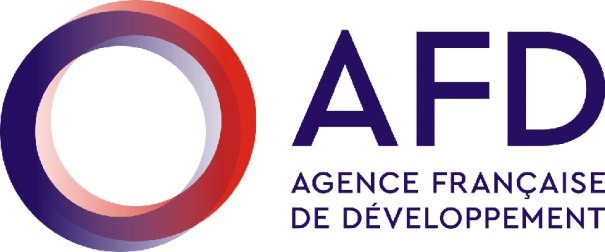 AFD
AGENCE FRANÇAISE
DE DÉVELOPPEMENT